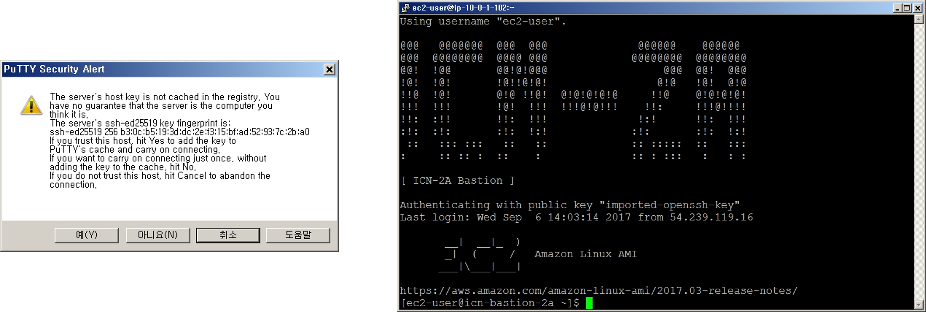 PuTTY Security Alert
The server's host key is not cached in the registry. You
have no guarantee that the server is the computer you
think it is.
The server's ssh-ed25519 key fingerprint is:
ssh-ed25519 256 b3:0c:b5:19:3d:dc:2e:f3:15:bf:ad:52:93:7c:2b:a0
If you trust this host, hit Yes to add the key to
PuTTY's cache and carry on connecting.
If you want to carry on connecting just once, without
adding the key to the cache, hit No.
If you do not trust this host, hit Cancel to abandon the
connection.
예(Y) 아니요(N) 취소 도움말
ec2-user@ip-10-0-1-102:~
Using username "ec2-user".
ICN-2A
[ ICN-2A Bastion ]
Authenticating with public key "imported-openssh-key"
Last login: Wed Sep  6 14:03:14 2017 from 54.239.119.16
Amazon Linux AMI
https://aws.amazon.com/amazon-linux-ami/2017.03-release-notes/
[ec2-user@icn-bastion-2a ~]$